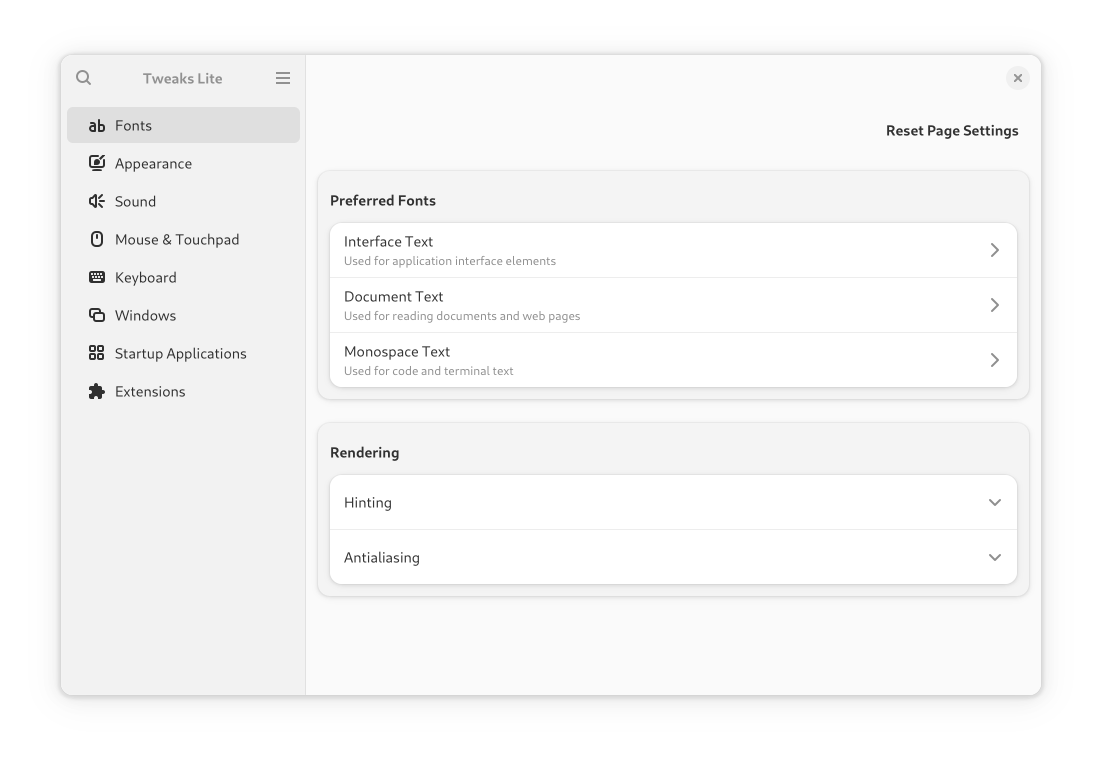 Tweaks Lite
ab Fonts
Appearance
Sound
Mouse & Touchpad
Keyboard
Windows
Startup Applications
Extensions
Reset Page Settings
Preferred Fonts
Interface Text
Used for application interface elements
Document Text
Used for reading documents and web pages
Monospace Text
Used for code and terminal text
Rendering
Hinting
Antialiasing